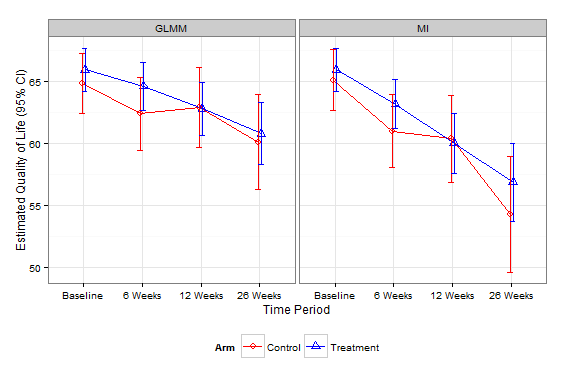 GLMM MI
Estimated Quality of Life (95% CI)
65
60
55
50
Baseline 6 Weeks 12 Weeks 26 Weeks Baseline 6 Weeks 12 Weeks 26 Weeks
Time Period
Arm Control Treatment